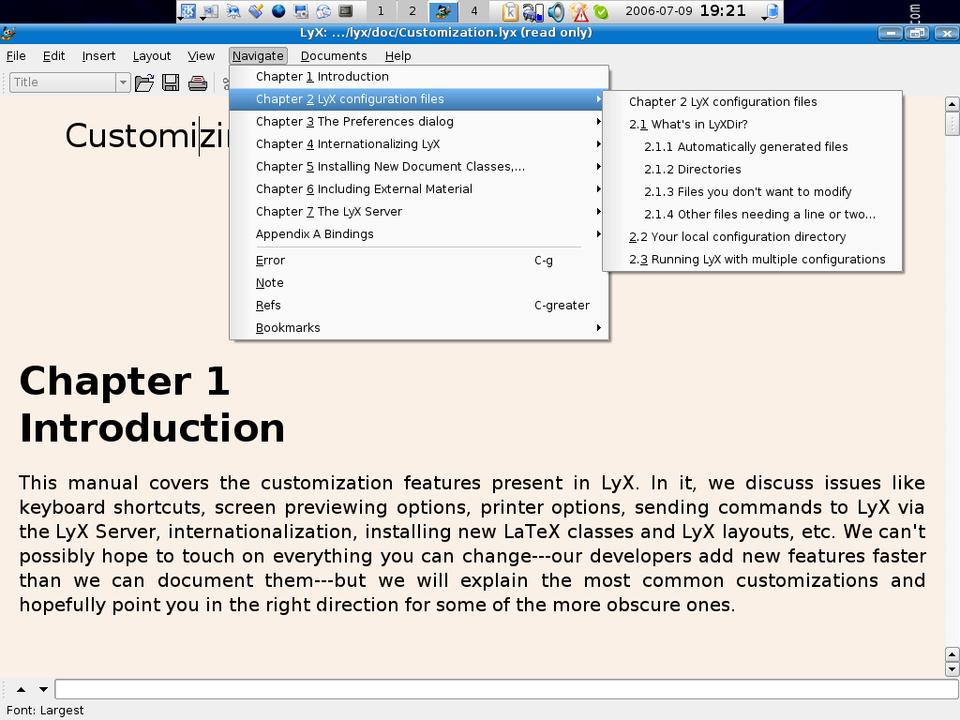 1 2 4 2006-07-09 19:21
com
LyX: .../lyx/doc/Customization.lyx (read only)
File Edit Insert Layout View Navigate Documents Help
Title
Chapter 1 Introduction
Chapter 2 LyX configuration files
Chapter 3 The Preferences dialog
Chapter 4 Internationalizing LyX
Chapter 5 Installing New Document Classes,...
Chapter 6 Including External Material
Chapter 7 The LyX Server
Appendix A Bindings
Error C-g
Note
Refs C-greater
Bookmarks
Chapter 2 LyX configuration files
2.1 What's in LyXDir?
2.1.1 Automatically generated files
2.1.2 Directories
2.1.3 Files you don't want to modify
2.1.4 Other files needing a line or two...
2.2 Your local configuration directory
2.3 Running LyX with multiple configurations
Customizin
Chapter 1
Introduction
This manual covers the customization features present in LyX. In it, we discuss issues like
keyboard shortcuts, screen previewing options, printer options, sending commands to LyX via
the LyX Server, internationalization, installing new LaTeX classes and LyX layouts, etc. We can't
possibly hope to touch on everything you can change---our developers add new features faster
than we can document them---but we will explain the most common customizations and
hopefully point you in the right direction for some of the more obscure ones.
Font: Largest